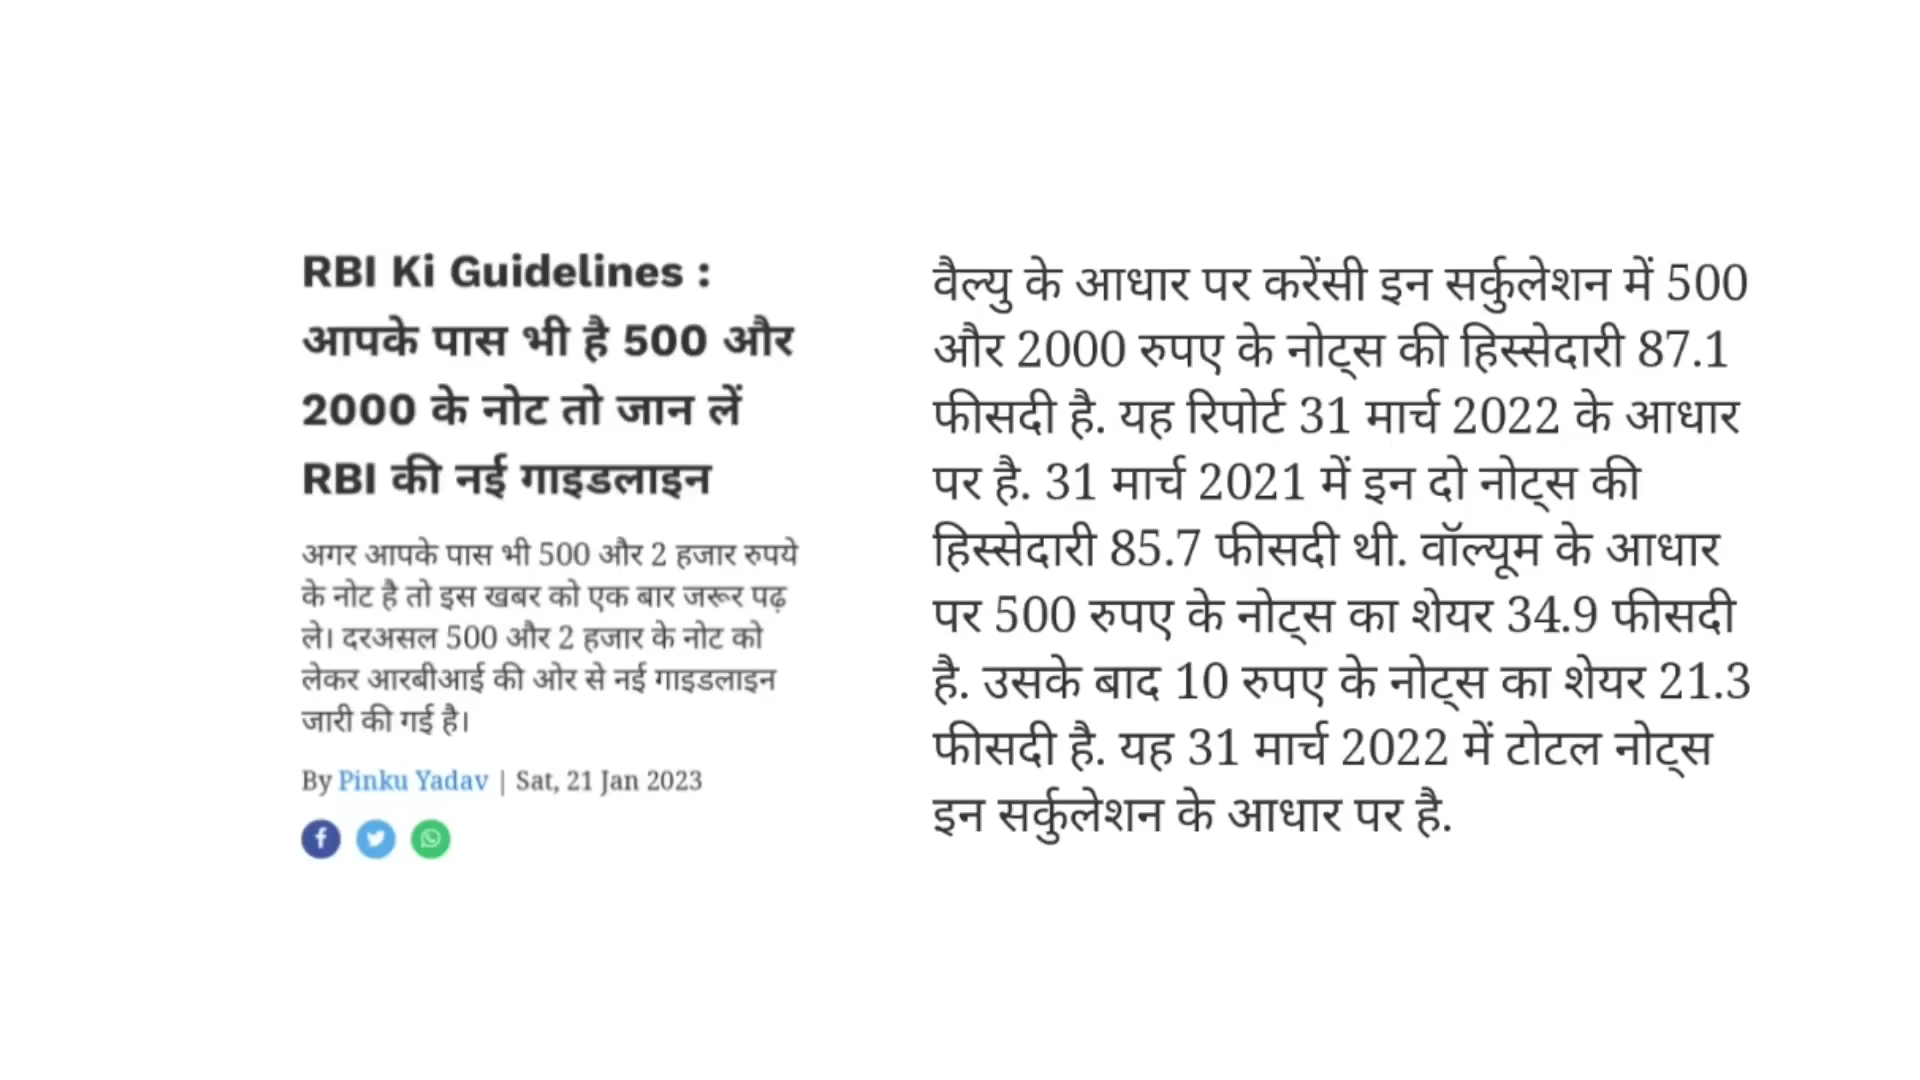 RBI Ki Guidelines :
आपके पास भी है 500 और
2000 के नोट तो जान लें
RBI की नई गाइडलाइन
अगर आपके पास भी 500 और 2 हजार रुपये
के नोट है तो इस खबर को एक बार जरूर पढ़
ले। दरअसल 500 और 2 हजार के नोट को
लेकर आरबीआई की ओर से नई गाइडलाइन
जारी की गई है।
By Pinku Yadav | Sat, 21 Jan 2023
वैल्यु के आधार पर करेंसी इन सर्कुलेशन में 500
और 2000 रुपए के नोट्स की हिस्सेदारी 87.1
फीसदी है. यह रिपोर्ट 31 मार्च 2022 के आधार
पर है. 31 मार्च 2021 में इन दो नोट्स की
हिस्सेदारी 85.7 फीसदी थी. वॉल्यूम के आधार
पर 500 रुपए के नोट्स का शेयर 34.9 फीसदी
है. उसके बाद 10 रुपए के नोट्स का शेयर 21.3
फीसदी है. यह 31 मार्च 2022 में टोटल नोट्स
इन सर्कुलेशन के आधार पर है.